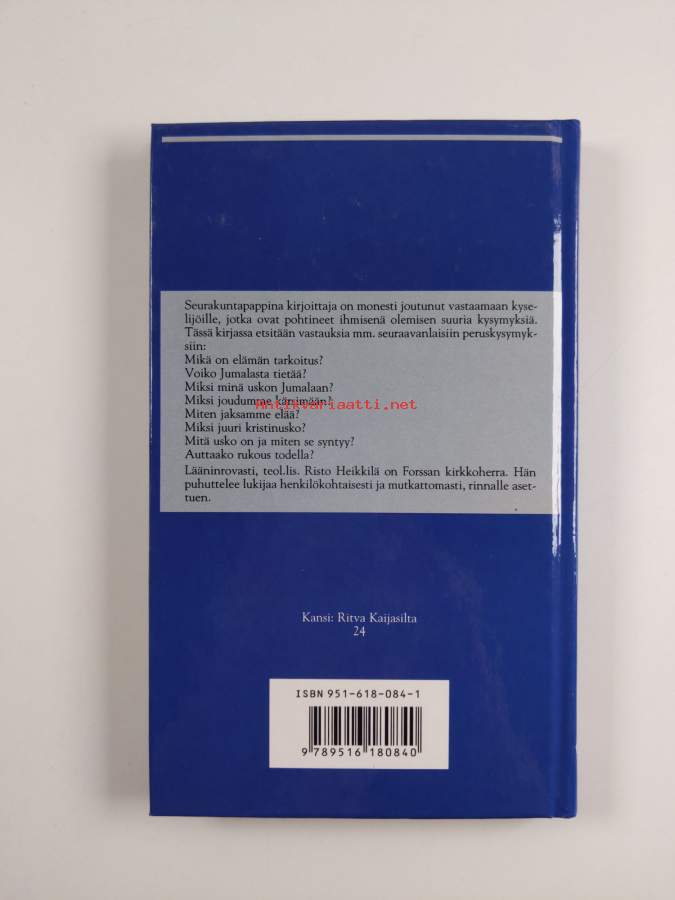 Seurakuntapappina kirjoittaja on monesti joutunut vastaamaan kyse-
lijöille, jotka ovat pohtineet ihmisenä olemisen suuria kysymyksiä.
Tässä kirjassa etsitään vastauksia mm. seuraavanlaisiin peruskysymyk-
siin:
Mikä on elämän tarkoitus?
Voiko Jumalasta tietää?
Miksi minä uskon Jumalaan?
Miksi joudumme kärsimään?
Antikvariaatti.net
Miten jaksamme elää?
Miksi juuri kristinusko?
Mitä usko on ja miten se syntyy?
Auttaako rukous todella?
Lääninrovasti, teol.lis. Risto Heikkilä on Forssan kirkkoherra. Hän
puhuttelee lukijaa henkilökohtaisesti ja mutkattomasti, rinnalle aset-
tuen.
Kansi: Ritva Kaijasilta
24
ISBN 951-618-084-1
9 789516 180840